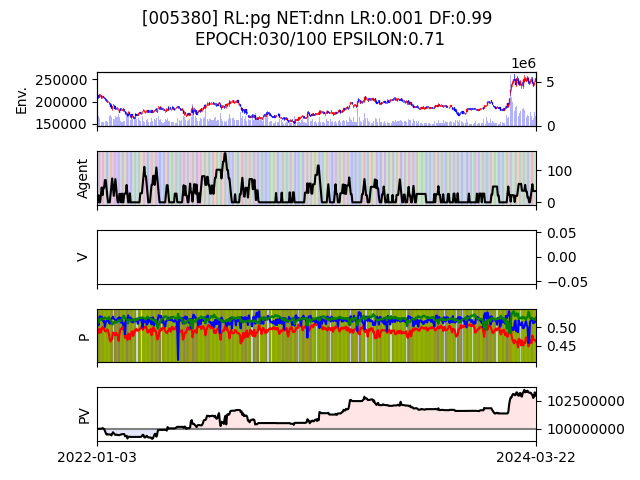 [005380] RL:pg NET:dnn LR:0.001 DF:0.99
EPOCH:030/100 EPSILON:0.71
1e6
Env.
250000
200000
150000
5
0
Agent
100
0
V
0.05
0.00
−0.05
P
0.50
0.45
PV
102500000
100000000
2022-01-03
2024-03-22